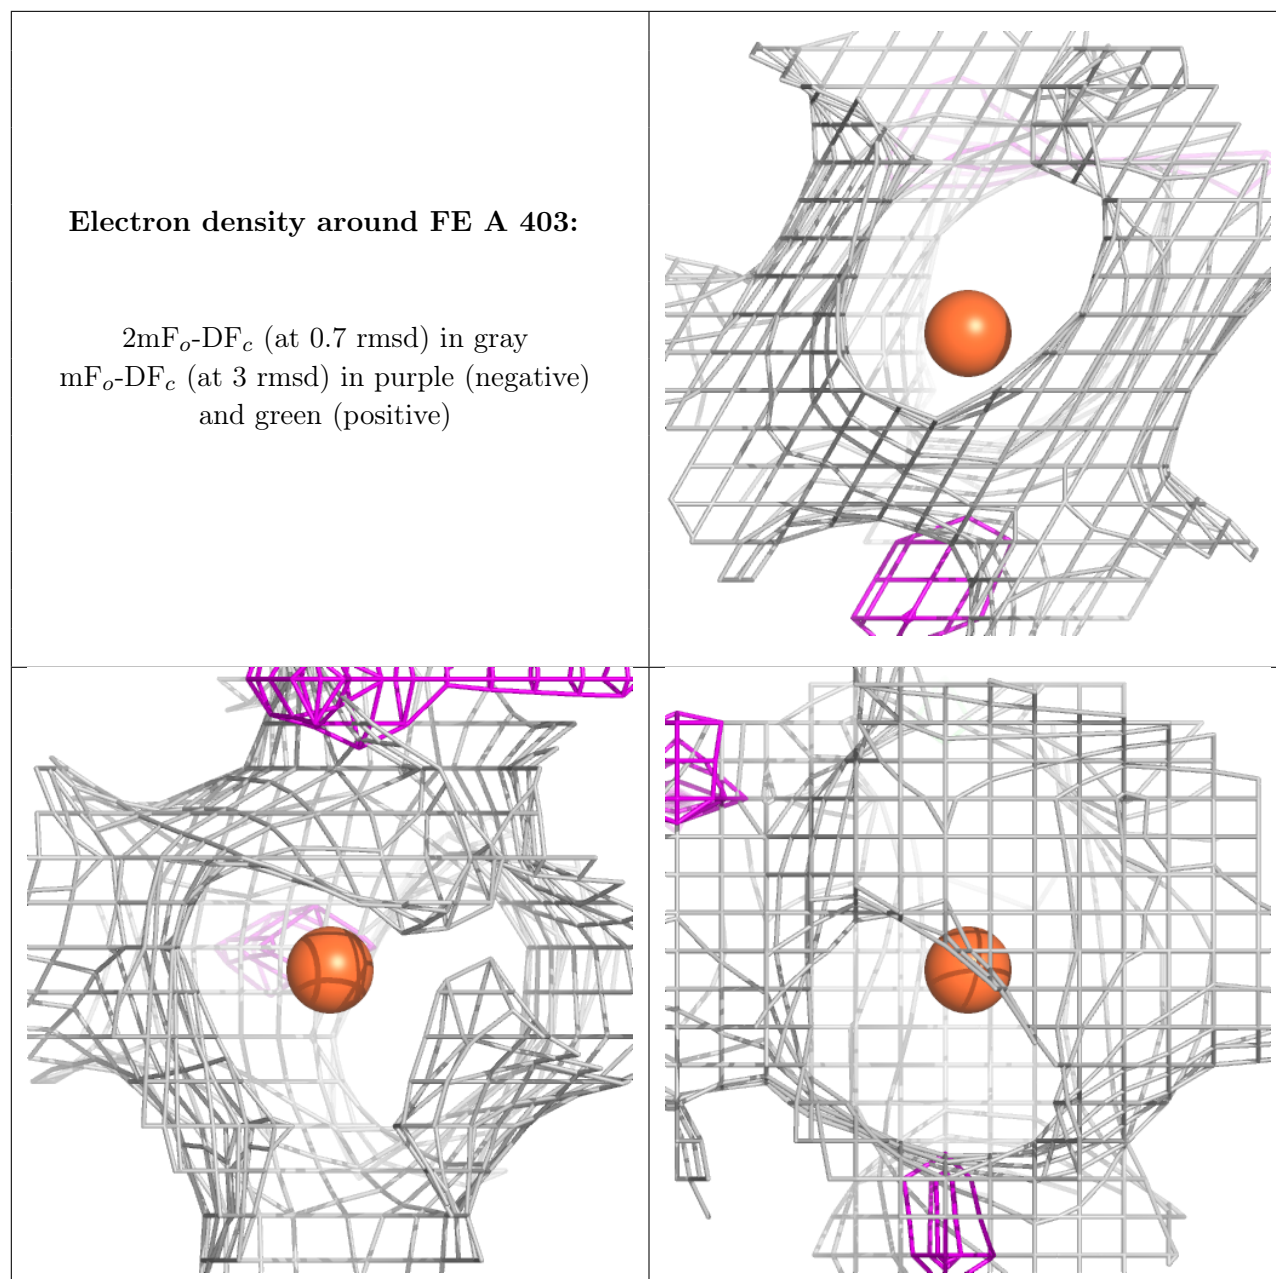 Electron density around FE A 403:
2mFo-DFc (at 0.7 rmsd) in gray
mFo-DFc (at 3 rmsd) in purple (negative)
and green (positive)